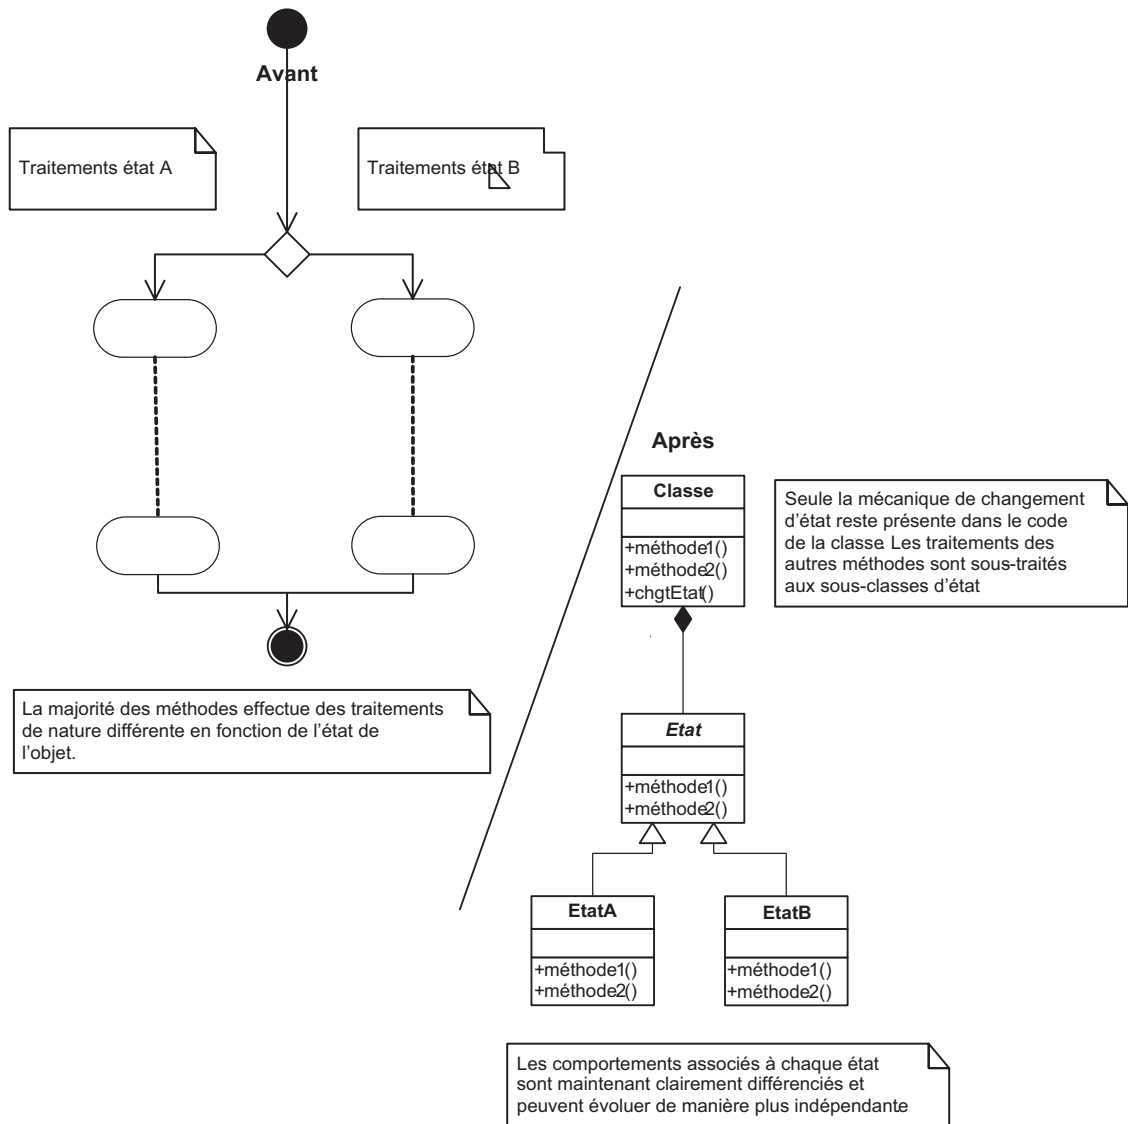 Avant
Traitements état A
Traitements état B
La majorité des méthodes effectue des traitements
de nature différente en fonction de l'état de
l'objet.
Après
Classe
+méthode1()
+méthode2()
+chgtEtat()
Seule la mécanique de changement
d'état reste présente dans le code
de la classe. Les traitements des
autres méthodes sont sous-traités
aux sous-classes d'état
Etat
+méthode1()
+méthode2()
EtatA
+méthode1()
+méthode2()
EtatB
+méthode1()
+méthode2()
Les comportements associés à chaque état
sont maintenant clairement différenciés et
peuvent évoluer de manière plus indépendante